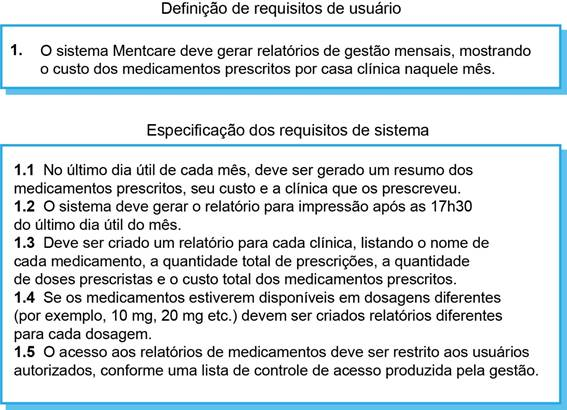 Definição de requisitos de usuário
1. O sistema Mentcare deve gerar relatórios de gestão mensais, mostrando
o custo dos medicamentos prescritos por casa clínica naquele mês.
Especificação dos requisitos de sistema
1.1 No último dia útil de cada mês, deve ser gerado um resumo dos
medicamentos prescritos, seu custo e a clínica que os prescreveu.
1.2 O sistema deve gerar o relatório para impressão após as 17h30
do último dia útil do mês.
1.3 Deve ser criado um relatório para cada clínica, listando o nome de
cada medicamento, a quantidade total de prescrições, a quantidade
de doses prescristas e o custo total dos medicamentos prescritos.
1.4 Se os medicamentos estiverem disponíveis em dosagens diferentes
(por exemplo, 10 mg, 20 mg etc.) devem ser criados relatórios diferentes
para cada dosagem.
1.5 O acesso aos relatórios de medicamentos deve ser restrito aos usuários
autorizados, conforme uma lista de controle de acesso produzida pela gestão.